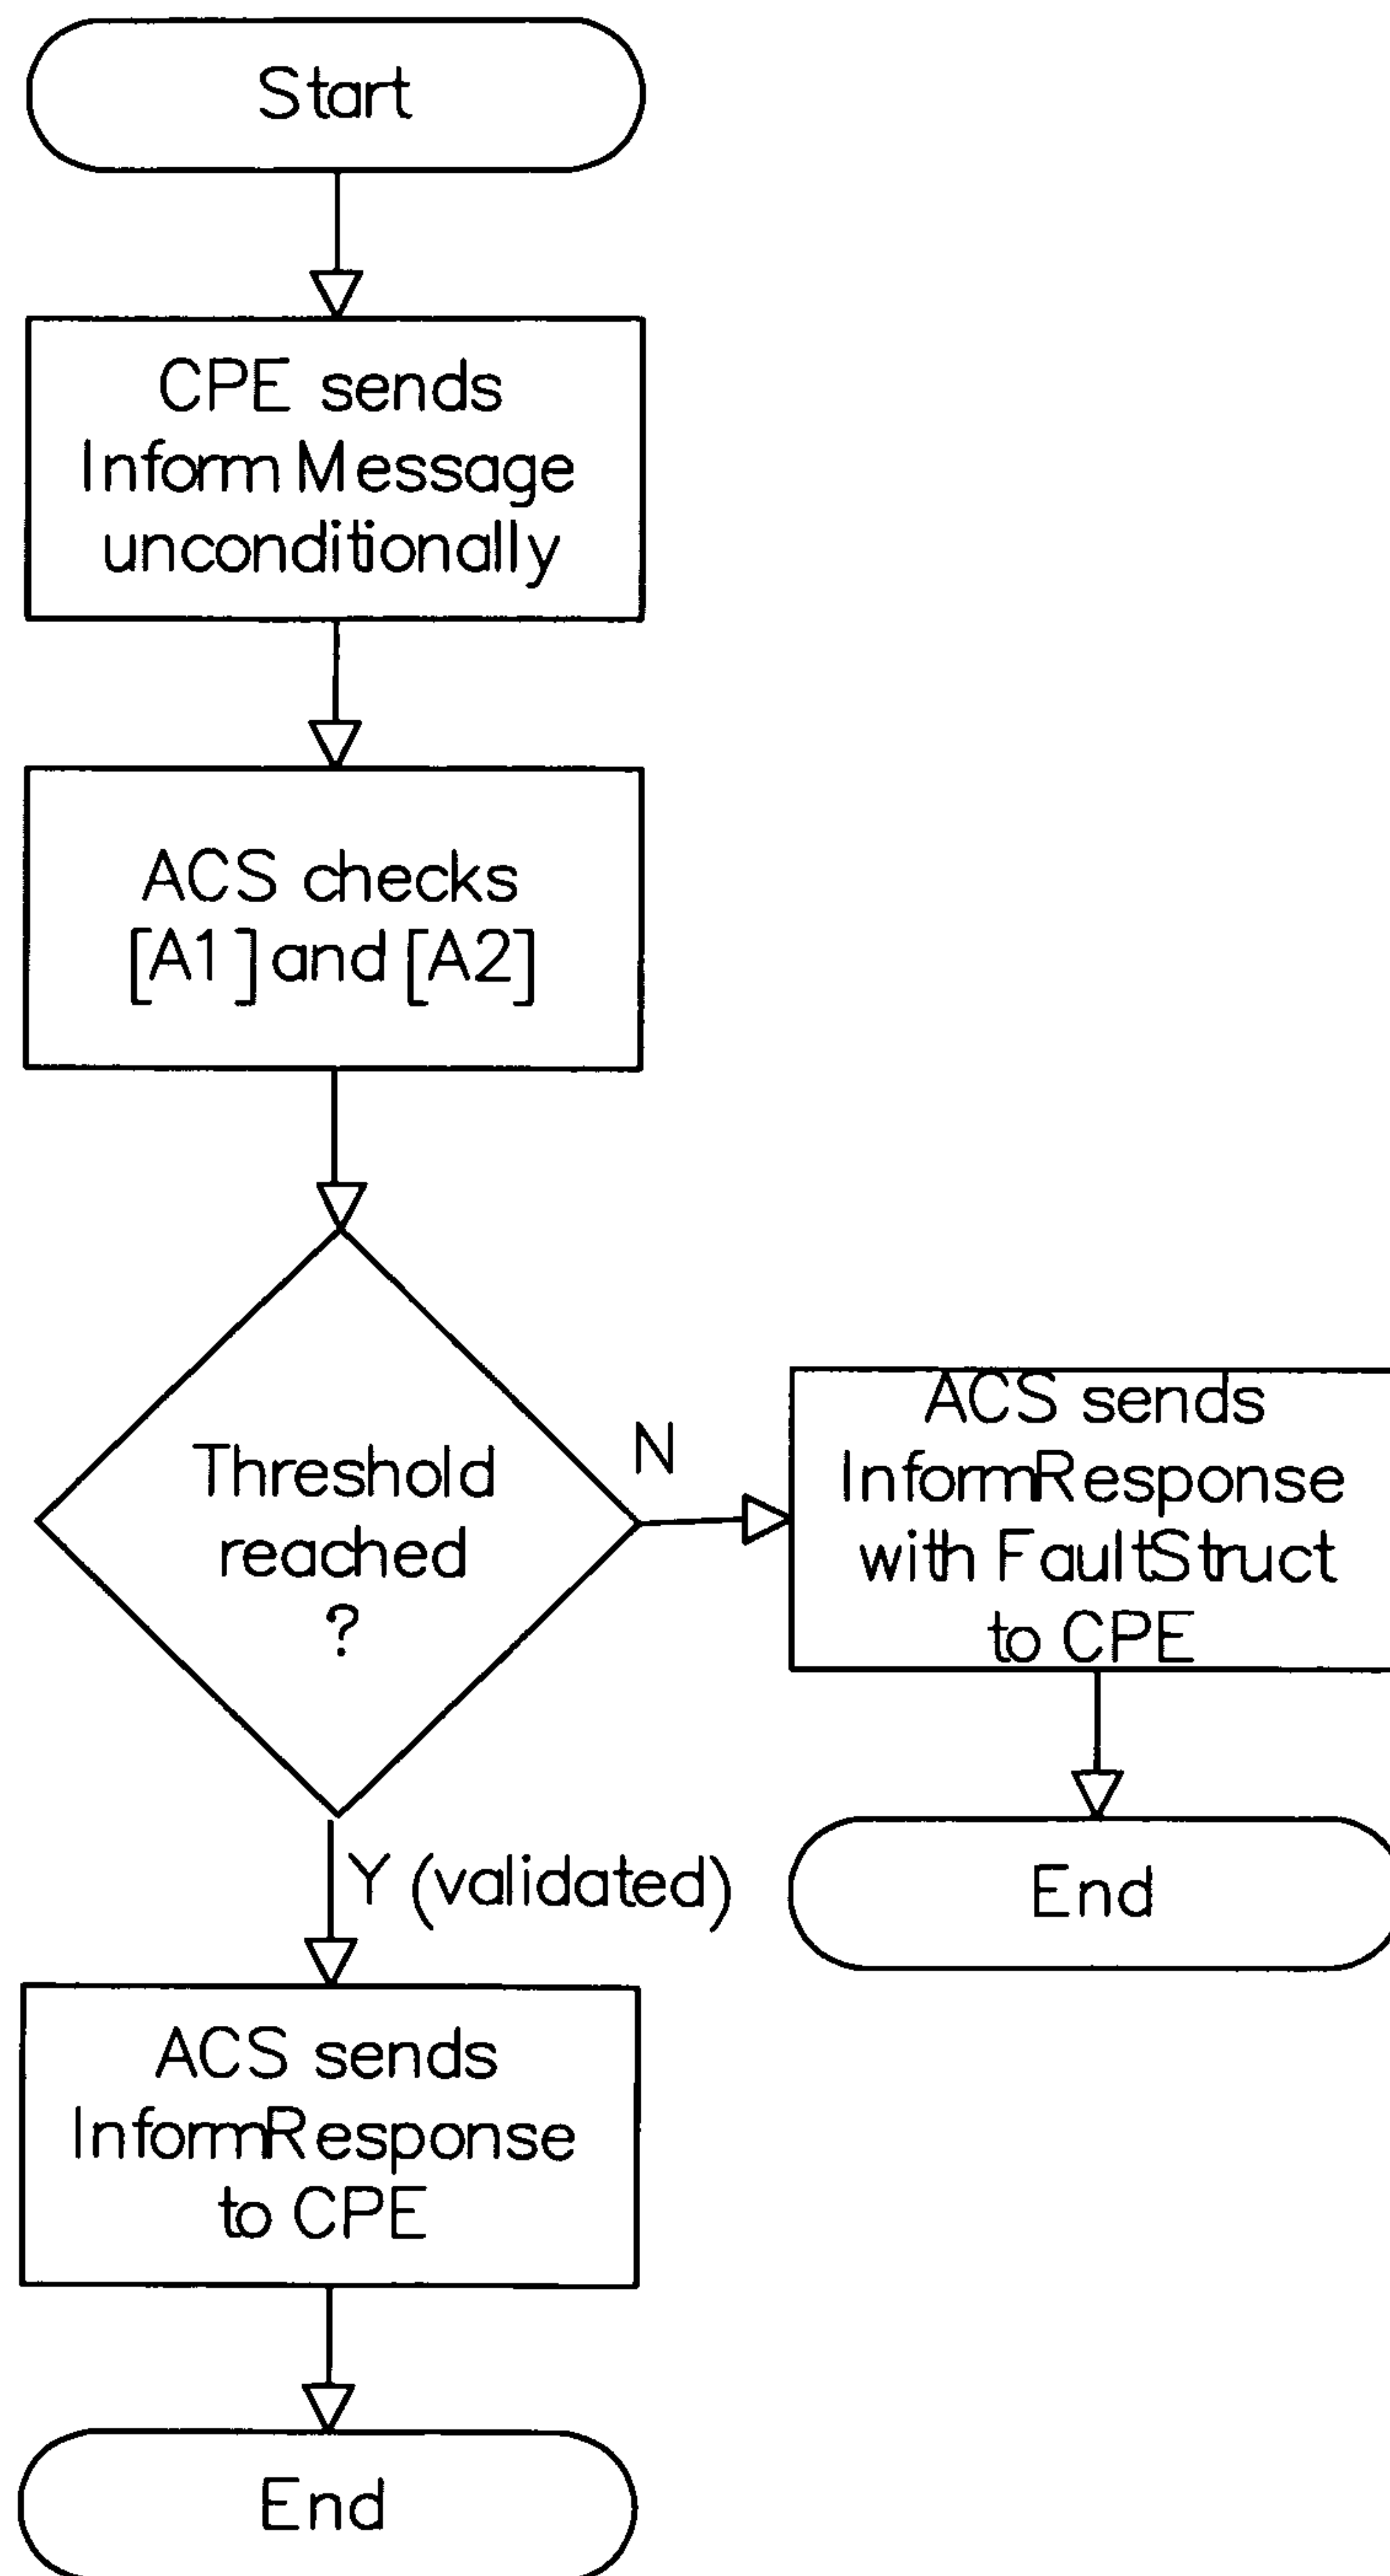 Start
CPE sends
Inform Message
unconditionally
ACS checks
[A1] and [A2]
Threshold
reached
?
N
ACS sends
InformResponse
with FaultStruct
to CPE
End
Y (validated)
ACS sends
InformResponse
to CPE
End